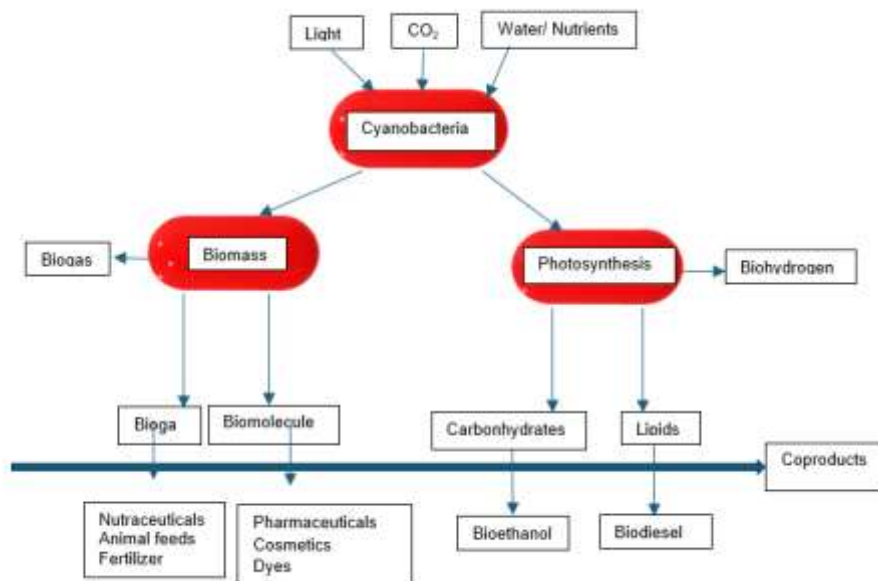 Light
CO₂
Water/ Nutrients
Cyanobacteria
Biogas
Biomass
Photosynthesis
Biohydrogen
Bioga
Biomolecule
Carbonhydrates
Lipids
Coproducts
Nutraceuticals
Animal feeds
Fertilizer
Pharmaceuticals
Cosmetics
Dyes
Bioethanol
Biodiesel